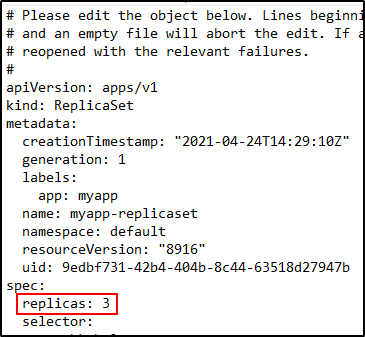 # Please edit the object below. Lines beginni
# and an empty file will abort the edit. If a
# reopened with the relevant failures.
#
apiVersion: apps/v1
kind: ReplicaSet
metadata:
  creationTimestamp: "2021-04-24T14:29:10Z"
  generation: 1
  labels:
    app: myapp
  name: myapp-replicaset
  namespace: default
  resourceVersion: "8916"
  uid: 9edbf731-42b4-404b-8c44-63518d27947b
spec:
  replicas: 3
  selector: